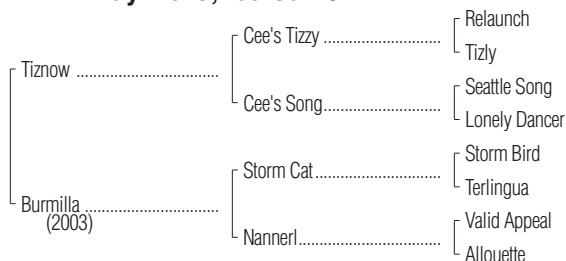 Relaunch
Cee's Tizzy
Tizly
Tiznow
Seattle Song
Cee's Song
Lonely Dancer
Storm Bird
Storm Cat
Terlingua
Burmilla
(2003)
Valid Appeal
Nannerl
Allouette